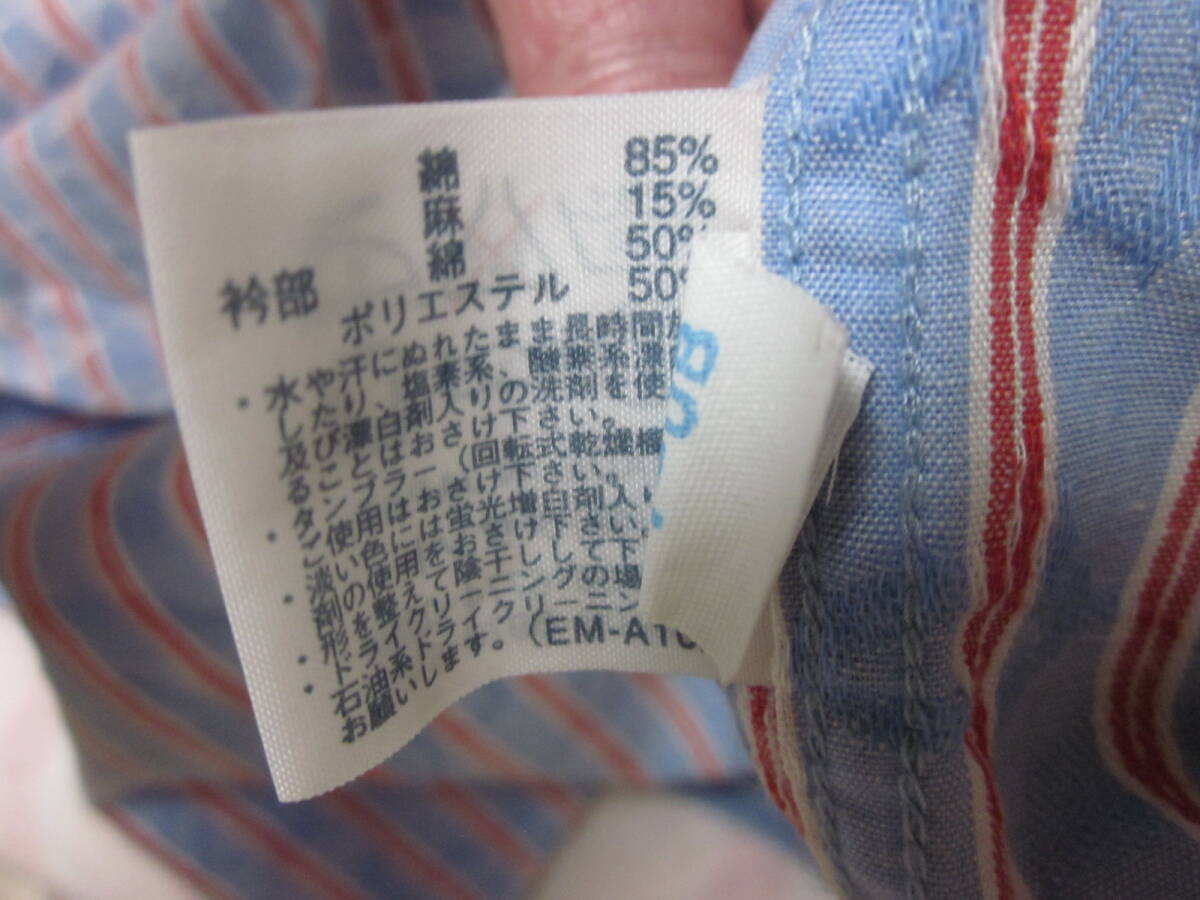 綿 85%
麻 15%
衿部 綿 50%
ポリエステル 50
・水や汗に、ぬれたまま長時間
したり、塩素系、酸素系漂
及び漂白剤入りの洗剤を使
ることはおさけ下さい。
・タンブラー(回転式)乾燥機
ご使用はおさけ下さい。
・淡色には蛍光増白剤入
剤の使用をおさけ下さい
・形を整えてお陰干しして下
・ドライクリーニングの場
石油系ドライクリーニン
お願いします。(EM-A10